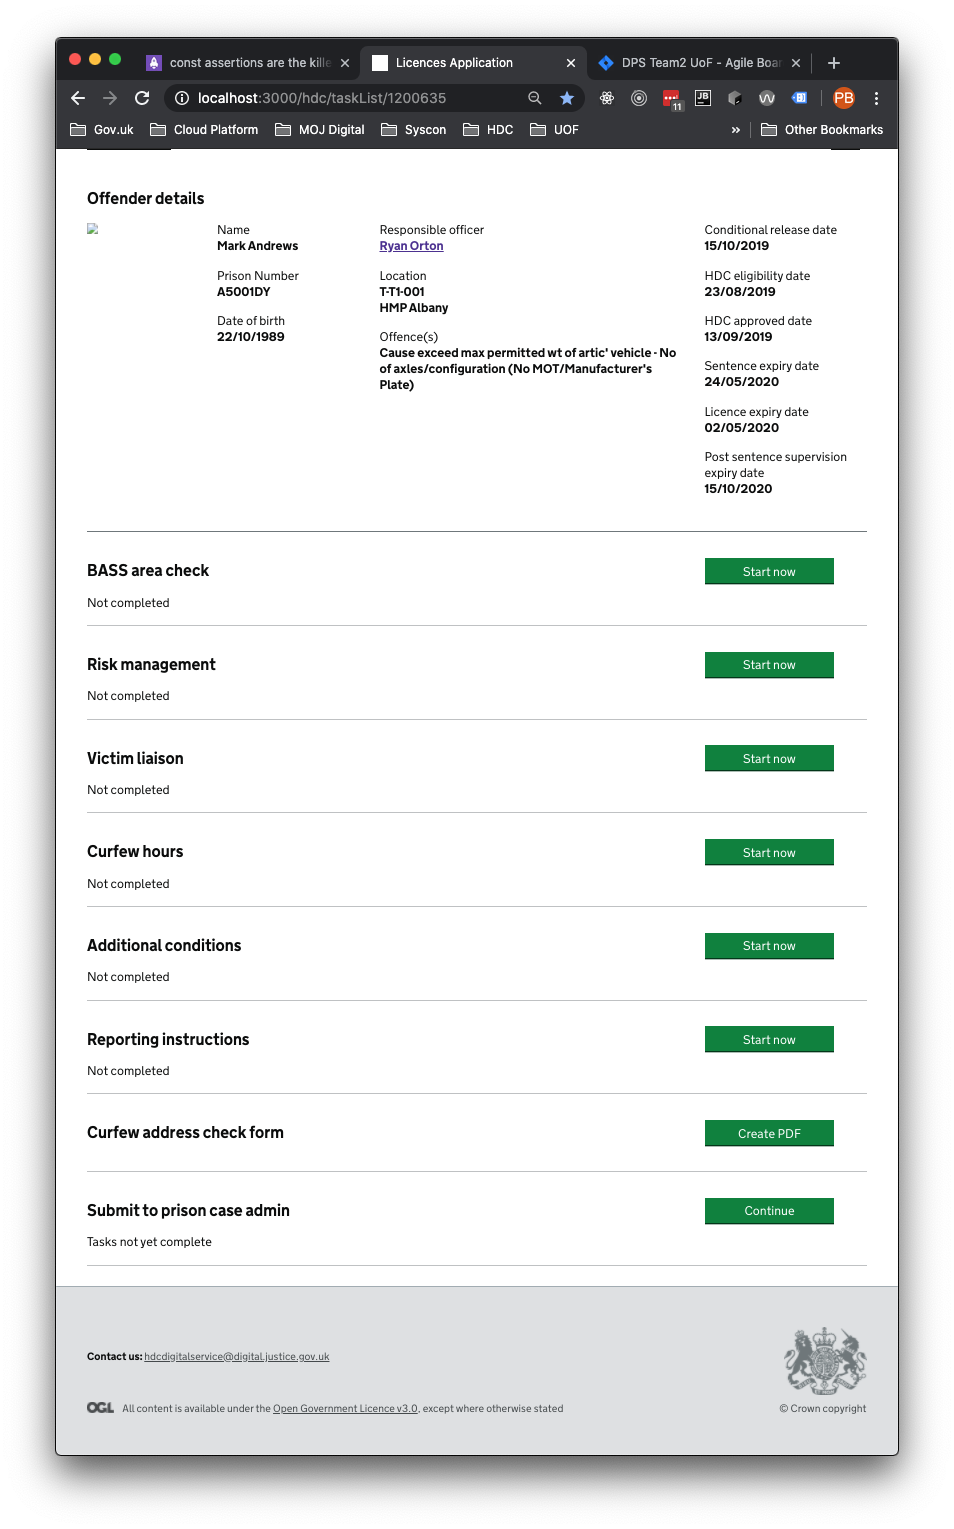 const assertions are the kille
Licences Application
DPS Team2 UoF - Agile Boar
localhost:3000/hdc/taskList/1200635
11
JB
PB
Gov.uk
Cloud Platform
MOJ Digital
Syscon
HDC
UOF
»
Other Bookmarks
Offender details
Name
Mark Andrews
Prison Number
A5001DY
Date of birth
22/10/1989
Responsible officer
Ryan Orton
Location
T-T1-001
HMP Albany
Offence(s)
Cause exceed max permitted wt of artic' vehicle - No
of axles/configuration (No MOT/Manufacturer's
Plate)
Conditional release date
15/10/2019
HDC eligibility date
23/08/2019
HDC approved date
13/09/2019
Sentence expiry date
24/05/2020
Licence expiry date
02/05/2020
Post sentence supervision
expiry date
15/10/2020
BASS area check
Start now
Not completed
Risk management
Start now
Not completed
Victim liaison
Start now
Not completed
Curfew hours
Start now
Not completed
Additional conditions
Start now
Not completed
Reporting instructions
Start now
Not completed
Curfew address check form
Create PDF
Submit to prison case admin
Continue
Tasks not yet complete
Contact us: hdcdigitalservice@digital.justice.gov.uk
OGL All content is available under the Open Government Licence v3.0, except where otherwise stated
© Crown copyright